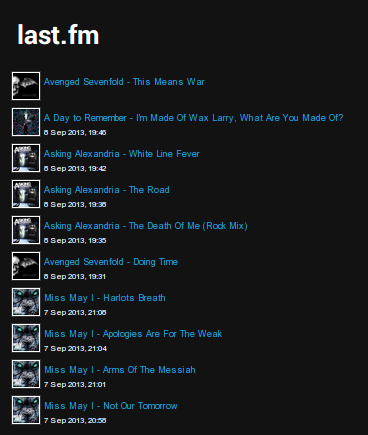 last.fm
Avenged Sevenfold - This Means War
A Day to Remember - I'm Made Of Wax Larry, What Are You Made Of?
8 Sep 2013, 19:46
Asking Alexandria - White Line Fever
8 Sep 2013, 19:42
Asking Alexandria - The Road
8 Sep 2013, 19:38
Asking Alexandria - The Death Of Me (Rock Mix)
8 Sep 2013, 19:35
Avenged Sevenfold - Doing Time
8 Sep 2013, 19:31
Miss May I - Harlots Breath
7 Sep 2013, 21:08
Miss May I - Apologies Are For The Weak
7 Sep 2013, 21:04
Miss May I - Arms Of The Messiah
7 Sep 2013, 21:01
Miss May I - Not Our Tomorrow
7 Sep 2013, 20:58